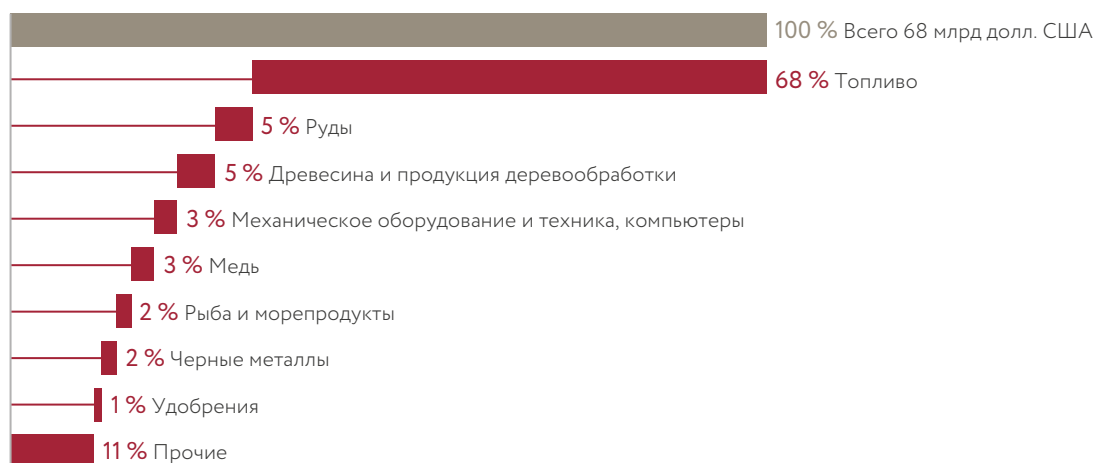 100 % Всего 68 млрд долл. США
68 % Топливо
5 % Руды
5 % Древесина и продукция деревообработки
3 % Механическое оборудование и техника, компьютеры
3 % Медь
2 % Рыба и морепродукты
2 % Черные металлы
1 % Удобрения
11 % Прочие